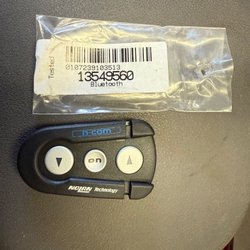 Tested
0107239103513
13549560
Bluetooth
n-com
on
NOLAN Technology